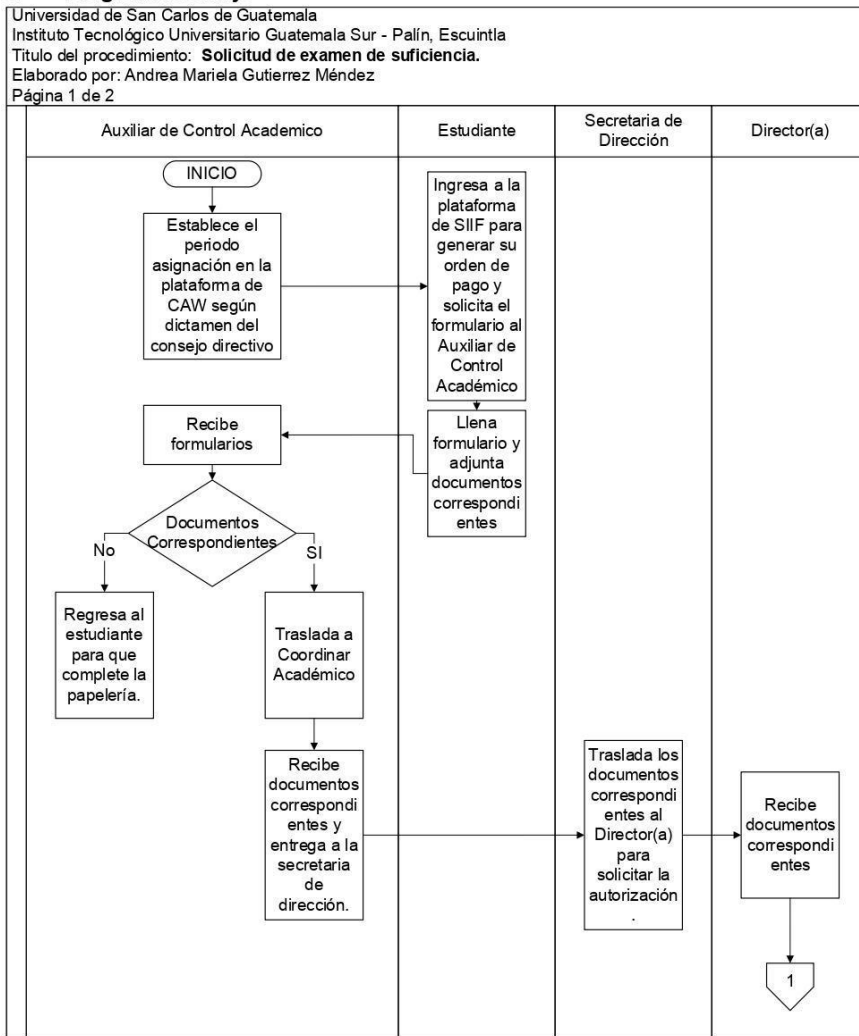 Universidad de San Carlos de Guatemala
Instituto Tecnológico Universitario Guatemala Sur - Palín, Escuintla
Titulo del procedimiento: Solicitud de examen de suficiencia.
Elaborado por: Andrea Mariela Gutierrez Méndez
Página 1 de 2
Auxiliar de Control Academico
Estudiante
Secretaria de
Dirección
Director(a)
INICIO
Establece el
periodo
asignación en la
plataforma de
CAW según
dictamen del
consejo directivo
Ingresa a la
plataforma
de SIIF para
generar su
orden de
pago y
solicita el
formulario al
Auxiliar de
Control
Académico
Llena
formulario y
adjunta
documentos
correspondi
entes
Recibe
formularios
Documentos
Correspondientes
No
SI
Regresa al
estudiante
para que
complete la
papelería.
Traslada a
Coordinar
Académico
Recibe
documentos
correspondi
entes y
entrega a la
secretaria
de
dirección.
Traslada los
documentos
correspondi
entes al
Director(a)
para
solicitar la
autorización
.
Recibe
documentos
correspondi
entes
1